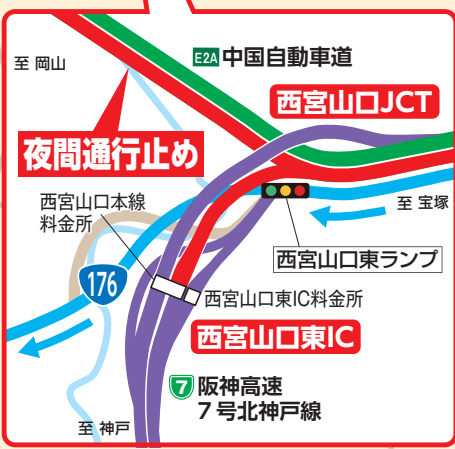 至 岡山
E2A 中国自動車道
西宮山口JCT
夜間通行止め
西宮山口本線
料金所
至 宝塚
西宮山口東ランプ
176
西宮山口東IC料金所
西宮山口東IC
7 阪神高速
7号北神戸線
至 神戸